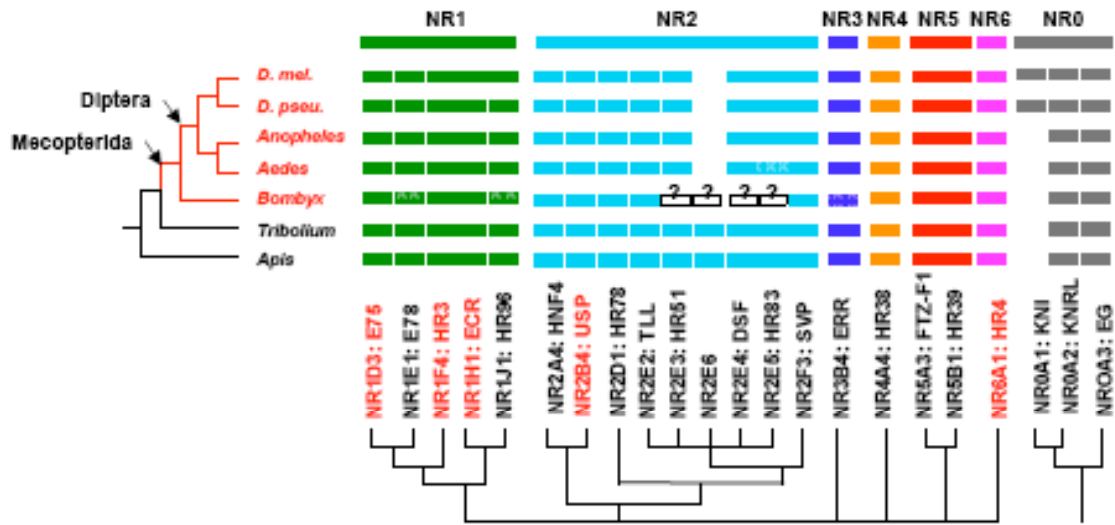 NR1 NR2 NR3 NR4 NR5 NR6 NR0
D. mel.
Diptera
D. pseu.
Mecopterida
Anopheles
Aedes
Bombyx ? ? ? ?
Tribolium
Apis
NR1D3: E75
NR1E1: E78
NR1F4: HR3
NR1H1: ECR
NR1J1: HR96
NR2A4: HNF4
NR2B4: USP
NR2D1: HR78
NR2E2: TLL
NR2E3: HR51
NR2E6
NR2E4: DSF
NR2E5: HR83
NR2F3: SVP
NR3B4: ERR
NR4A4: HR38
NR5A3: FTZ-F1
NR5B1: HR39
NR6A1: HR4
NR0A1: KNI
NR0A2: KNRL
NROA3: EG